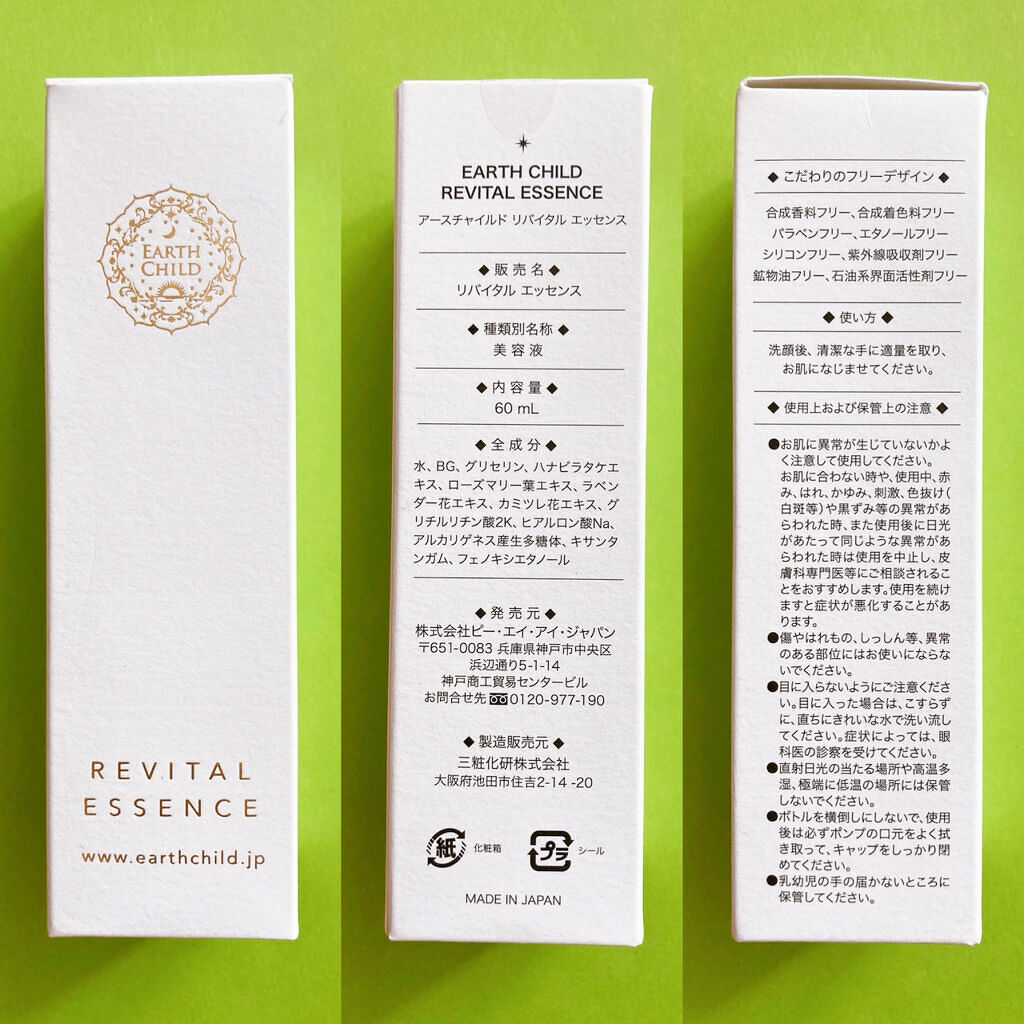 EARTH
CHILD
REVITAL
ESSENCE
www.earthchild.jp
EARTH CHILD
REVITAL ESSENCE
アースチャイルド リバイタル エッセンス
◆ 販売名 ◆
リバイタル エッセンス
◆ 種類別名称 ◆
美容液
◆ 内容量 ◆
60 mL
◆ 全成分 ◆
水、BG、グリセリン、ハナビラタケエ
キス、ローズマリー葉エキス、ラベン
ダー花エキス、カミツレ花エキス、グ
リチルリチン酸2K、ヒアルロン酸Na、
アルカリゲネス産生多糖体、キサンタ
ンガム、フェノキシエタノール
◆ 発売元 ◆
株式会社ピー・エイ・アイ・ジャパン
〒651-0083 兵庫県神戸市中央区
浜辺通り5-1-14
神戸商工貿易センタービル
お問合せ先 0120-977-190
◆ 製造販売元 ◆
三粧化研株式会社
大阪府池田市住吉2-14 -20
紙 化粧箱
プラ シール
MADE IN JAPAN
◆ こだわりのフリーデザイン ◆
合成香料フリー、合成着色料フリー
パラベンフリー、エタノールフリー
シリコンフリー、紫外線吸収剤フリー
鉱物油フリー、石油系界面活性剤フリー
◆ 使い方 ◆
洗顔後、清潔な手に適量を取り、
お肌になじませてください。
◆ 使用上および保管上の注意 ◆
●お肌に異常が生じていないかよ
く注意して使用してください。
お肌に合わない時や、使用中、赤
み、はれ、かゆみ、刺激、色抜け(
白斑等)や黒ずみ等の異常があ
らわれた時、また使用後に日光
があたって同じような異常があ
らわれた時は使用を中止し、皮
膚科専門医等にご相談されるこ
とをおすすめします。使用を続け
ますと症状が悪化することがあ
ります。
●傷やはれもの、しっしん等、異常
のある部位にはお使いにならな
いでください。
●目に入らないようにご注意くださ
い。目に入った場合は、こすらず
に、直ちにきれいな水で洗い流し
てください。症状によっては、眼
科医の診察を受けてください。
●直射日光の当たる場所や高温多
湿、極端に低温の場所には保管
しないでください。
●ボトルを横倒しにしないで、使用
後は必ずポンプの口元をよく拭
き取って、キャップをしっかり閉
めてください。
●乳幼児の手の届かないところに
保管してください。